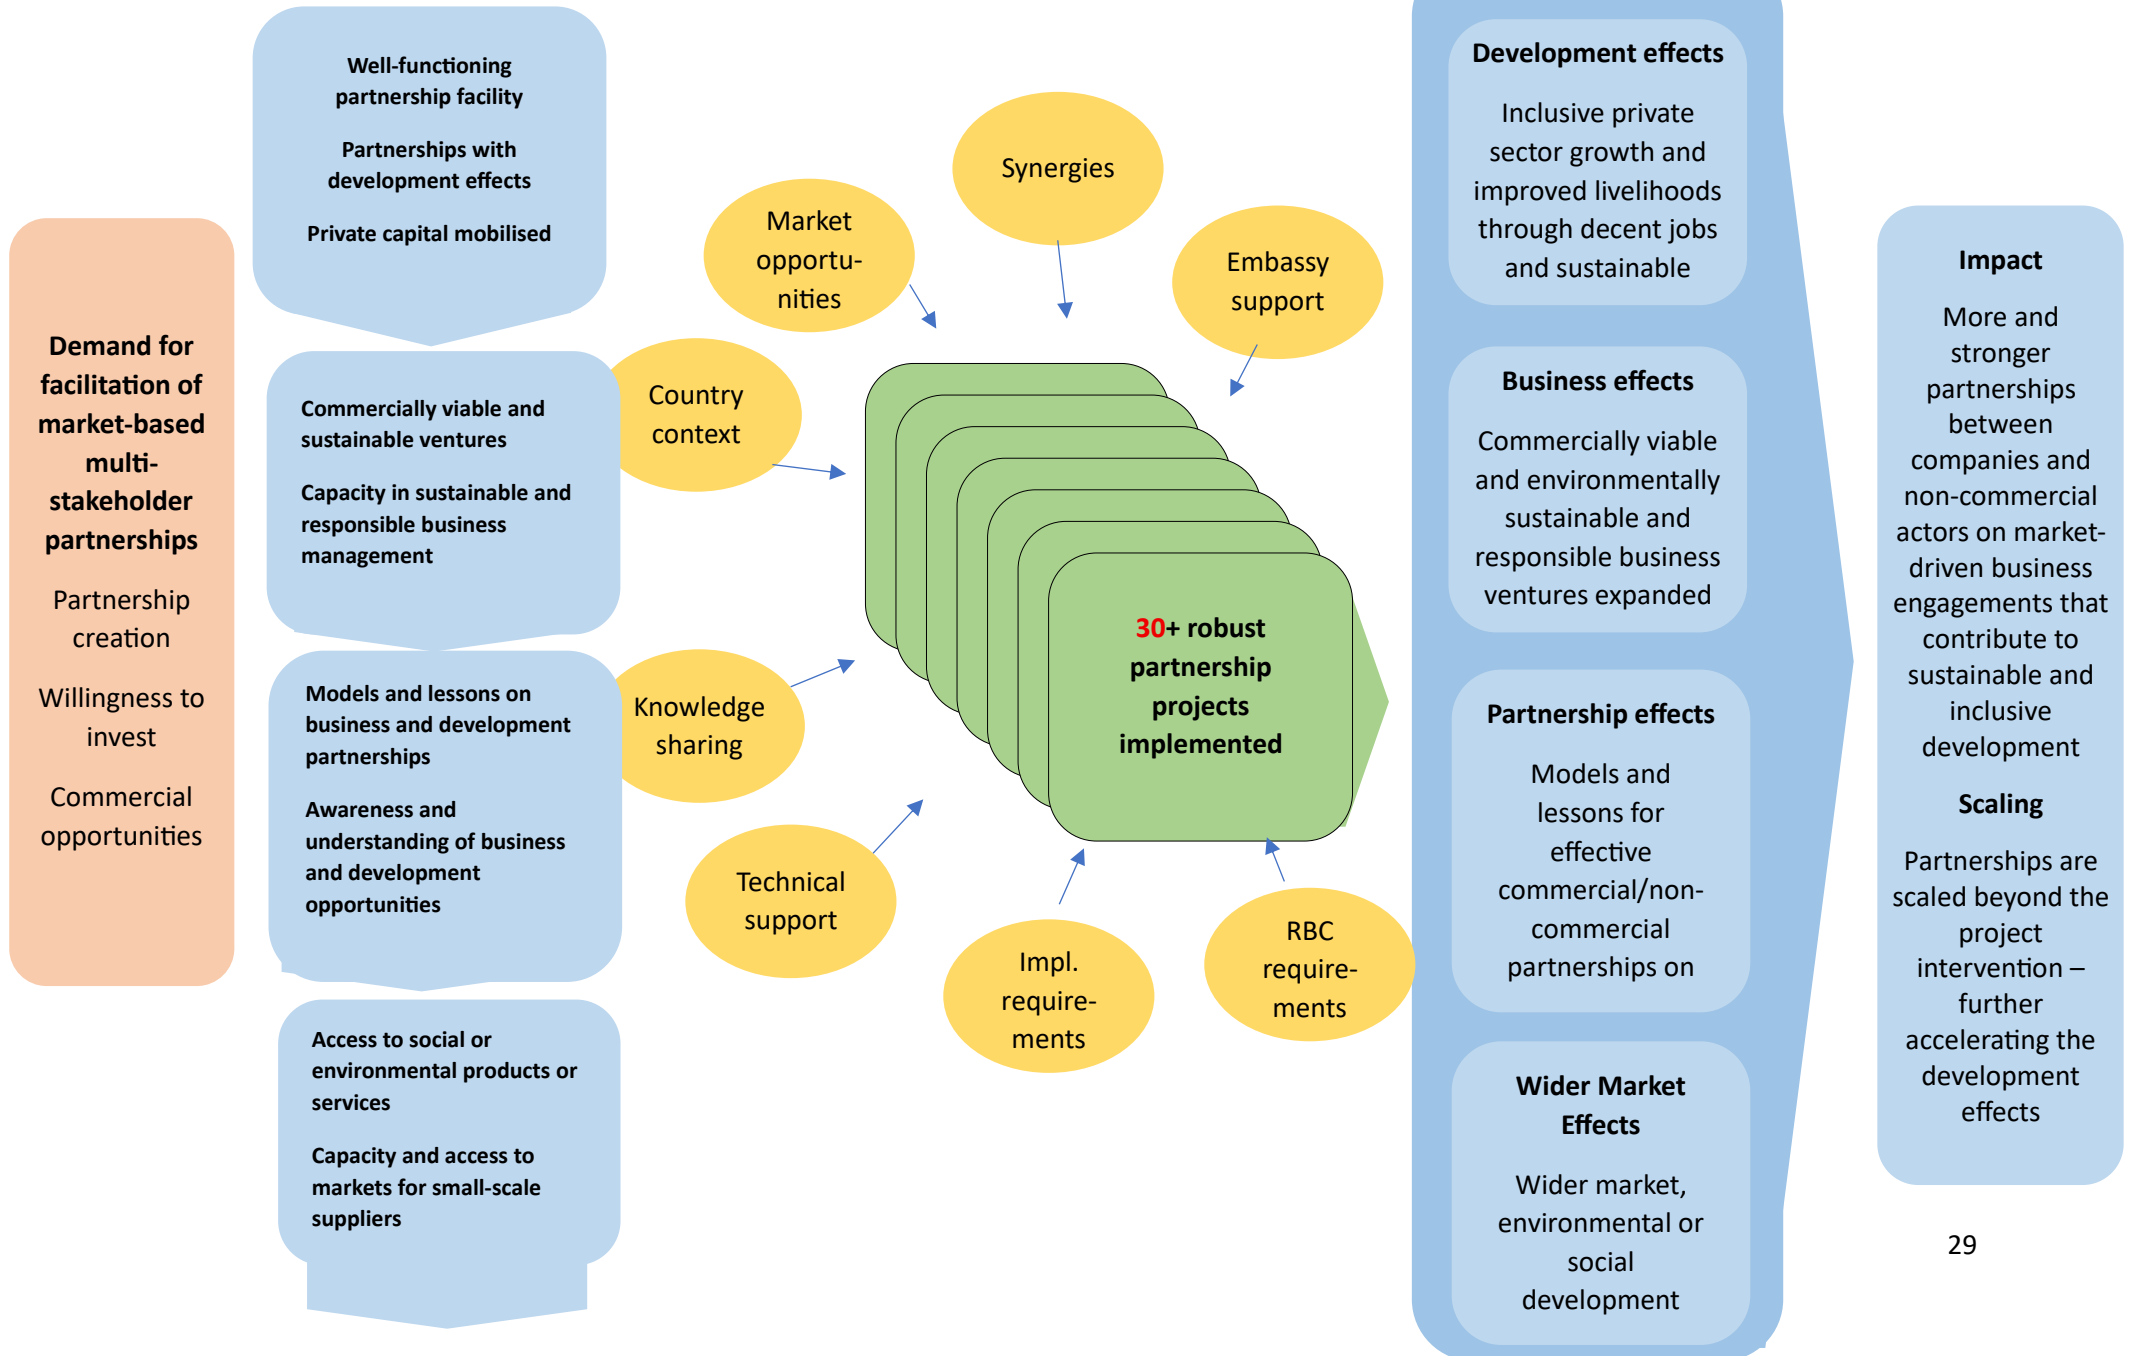 Demand for
facilitation of
market-based
multi-
stakeholder
partnerships
Partnership
creation
Willingness to
invest
Commercial
opportunities
Well-functioning
partnership facility
Partnerships with
development effects
Private capital mobilised
Commercially viable and
sustainable ventures
Capacity in sustainable and
responsible business
management
Models and lessons on
business and development
partnerships
Awareness and
understanding of business
and development
opportunities
Access to social or
environmental products or
services
Capacity and access to
markets for small-scale
suppliers
Synergies
Market
opportu-
nities
Embassy
support
Country
context
Knowledge
sharing
Technical
support
Impl.
require-
ments
RBC
require-
ments
30+ robust
partnership
projects
implemented
Development effects
Inclusive private
sector growth and
improved livelihoods
through decent jobs
and sustainable
Business effects
Commercially viable
and environmentally
sustainable and
responsible business
ventures expanded
Partnership effects
Models and
lessons for
effective
commercial/non-
commercial
partnerships on
Wider Market
Effects
Wider market,
environmental or
social
development
Impact
More and
stronger
partnerships
between
companies and
non-commercial
actors on market-
driven business
engagements that
contribute to
sustainable and
inclusive
development
Scaling
Partnerships are
scaled beyond the
project
intervention –
further
accelerating the
development
effects
29